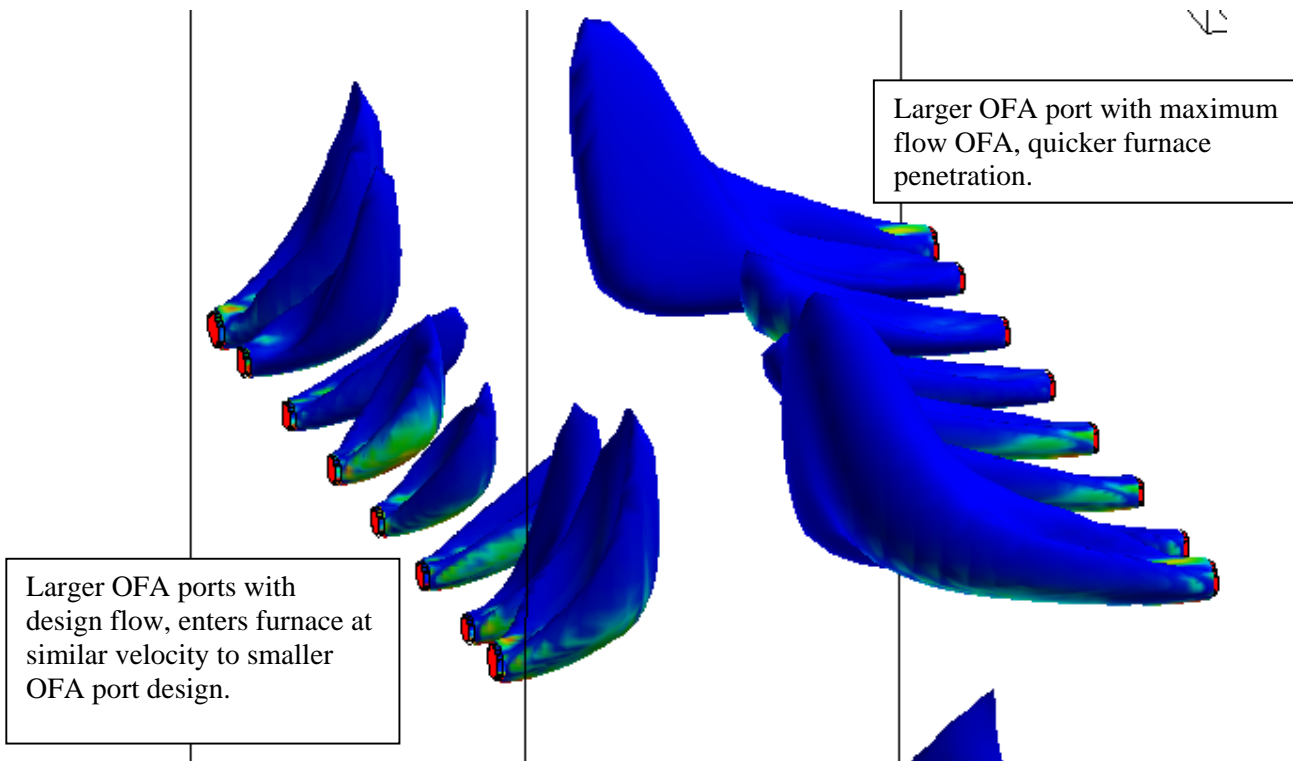 Larger OFA port with maximum
flow OFA, quicker furnace
penetration.
Larger OFA ports with
design flow, enters furnace at
similar velocity to smaller
OFA port design.